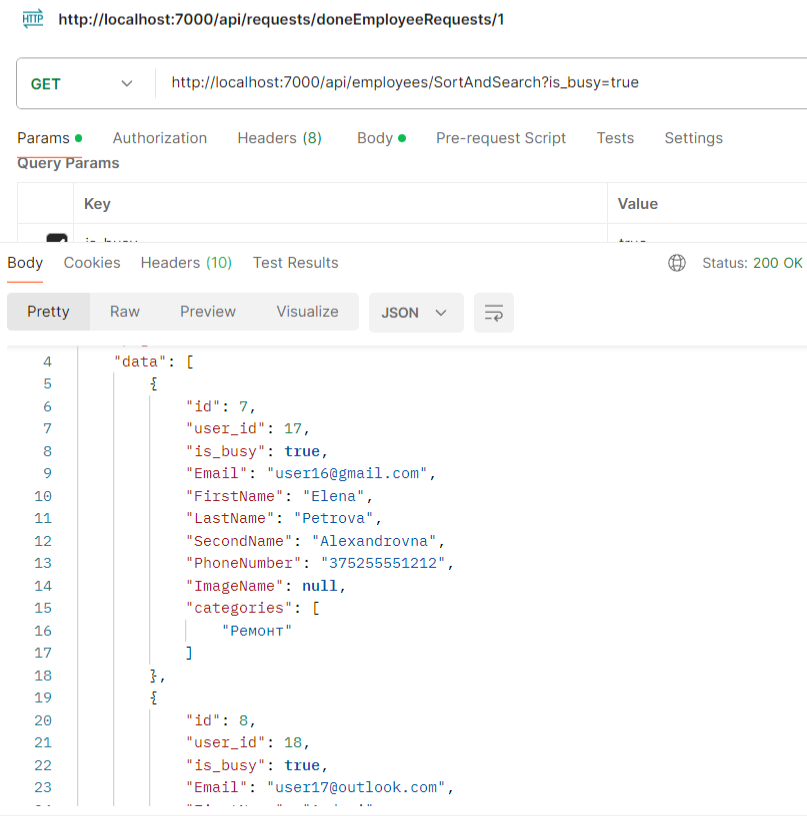 HTTP http://localhost:7000/api/requests/doneEmployeeRequests/1
GET http://localhost:7000/api/employees/SortAndSearch?is_busy=true
Params Authorization Headers (8) Body Pre-request Script Tests Settings
Query Params
Key Value
is_busy true
Body Cookies Headers (10) Test Results Status: 200 OK
Pretty Raw Preview Visualize JSON
4 "data": [
5 {
6 "id": 7,
7 "user_id": 17,
8 "is_busy": true,
9 "Email": "user16@gmail.com",
10 "FirstName": "Elena",
11 "LastName": "Petrova",
12 "SecondName": "Alexandrovna",
13 "PhoneNumber": "375255551212",
14 "ImageName": null,
15 "categories": [
16 "Ремонт"
17 ]
18 },
19 {
20 "id": 8,
21 "user_id": 18,
22 "is_busy": true,
23 "Email": "user17@outlook.com",